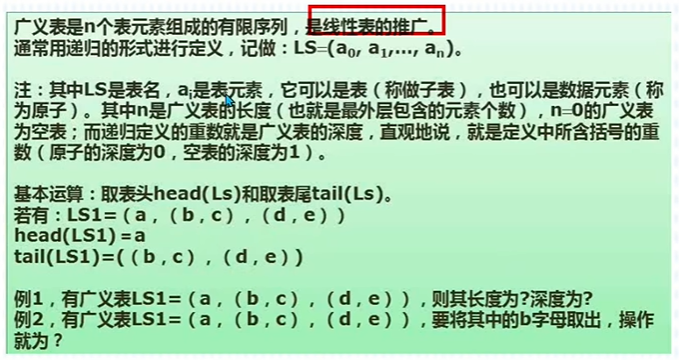 广义表是n个表元素组成的有限序列，是线性表的推广。
通常用递归的形式进行定义，记做：LS=(a₀, a₁,..., aₙ)。
注：其中LS是表名，aᵢ是表元素，它可以是表（称做子表），也可以是数据元素（称
为原子）。其中n是广义表的长度（也就是最外层包含的元素个数），n=0的广义表
为空表；而递归定义的重数就是广义表的深度，直观地说，就是定义中所含括号的重
数（原子的深度为0，空表的深度为1）。
基本运算：取表头head(Ls)和取表尾tail(Ls)。
若有：LS1=（a，（b，c），（d，e））
head(LS1)=a
tail(LS1)=(（b，c），（d，e）)
例1，有广义表LS1=（a，（b，c），（d，e）），则其长度为?深度为?
例2，有广义表LS1=（a，（b，c），（d，e）），要将其中的b字母取出，操作
就为？